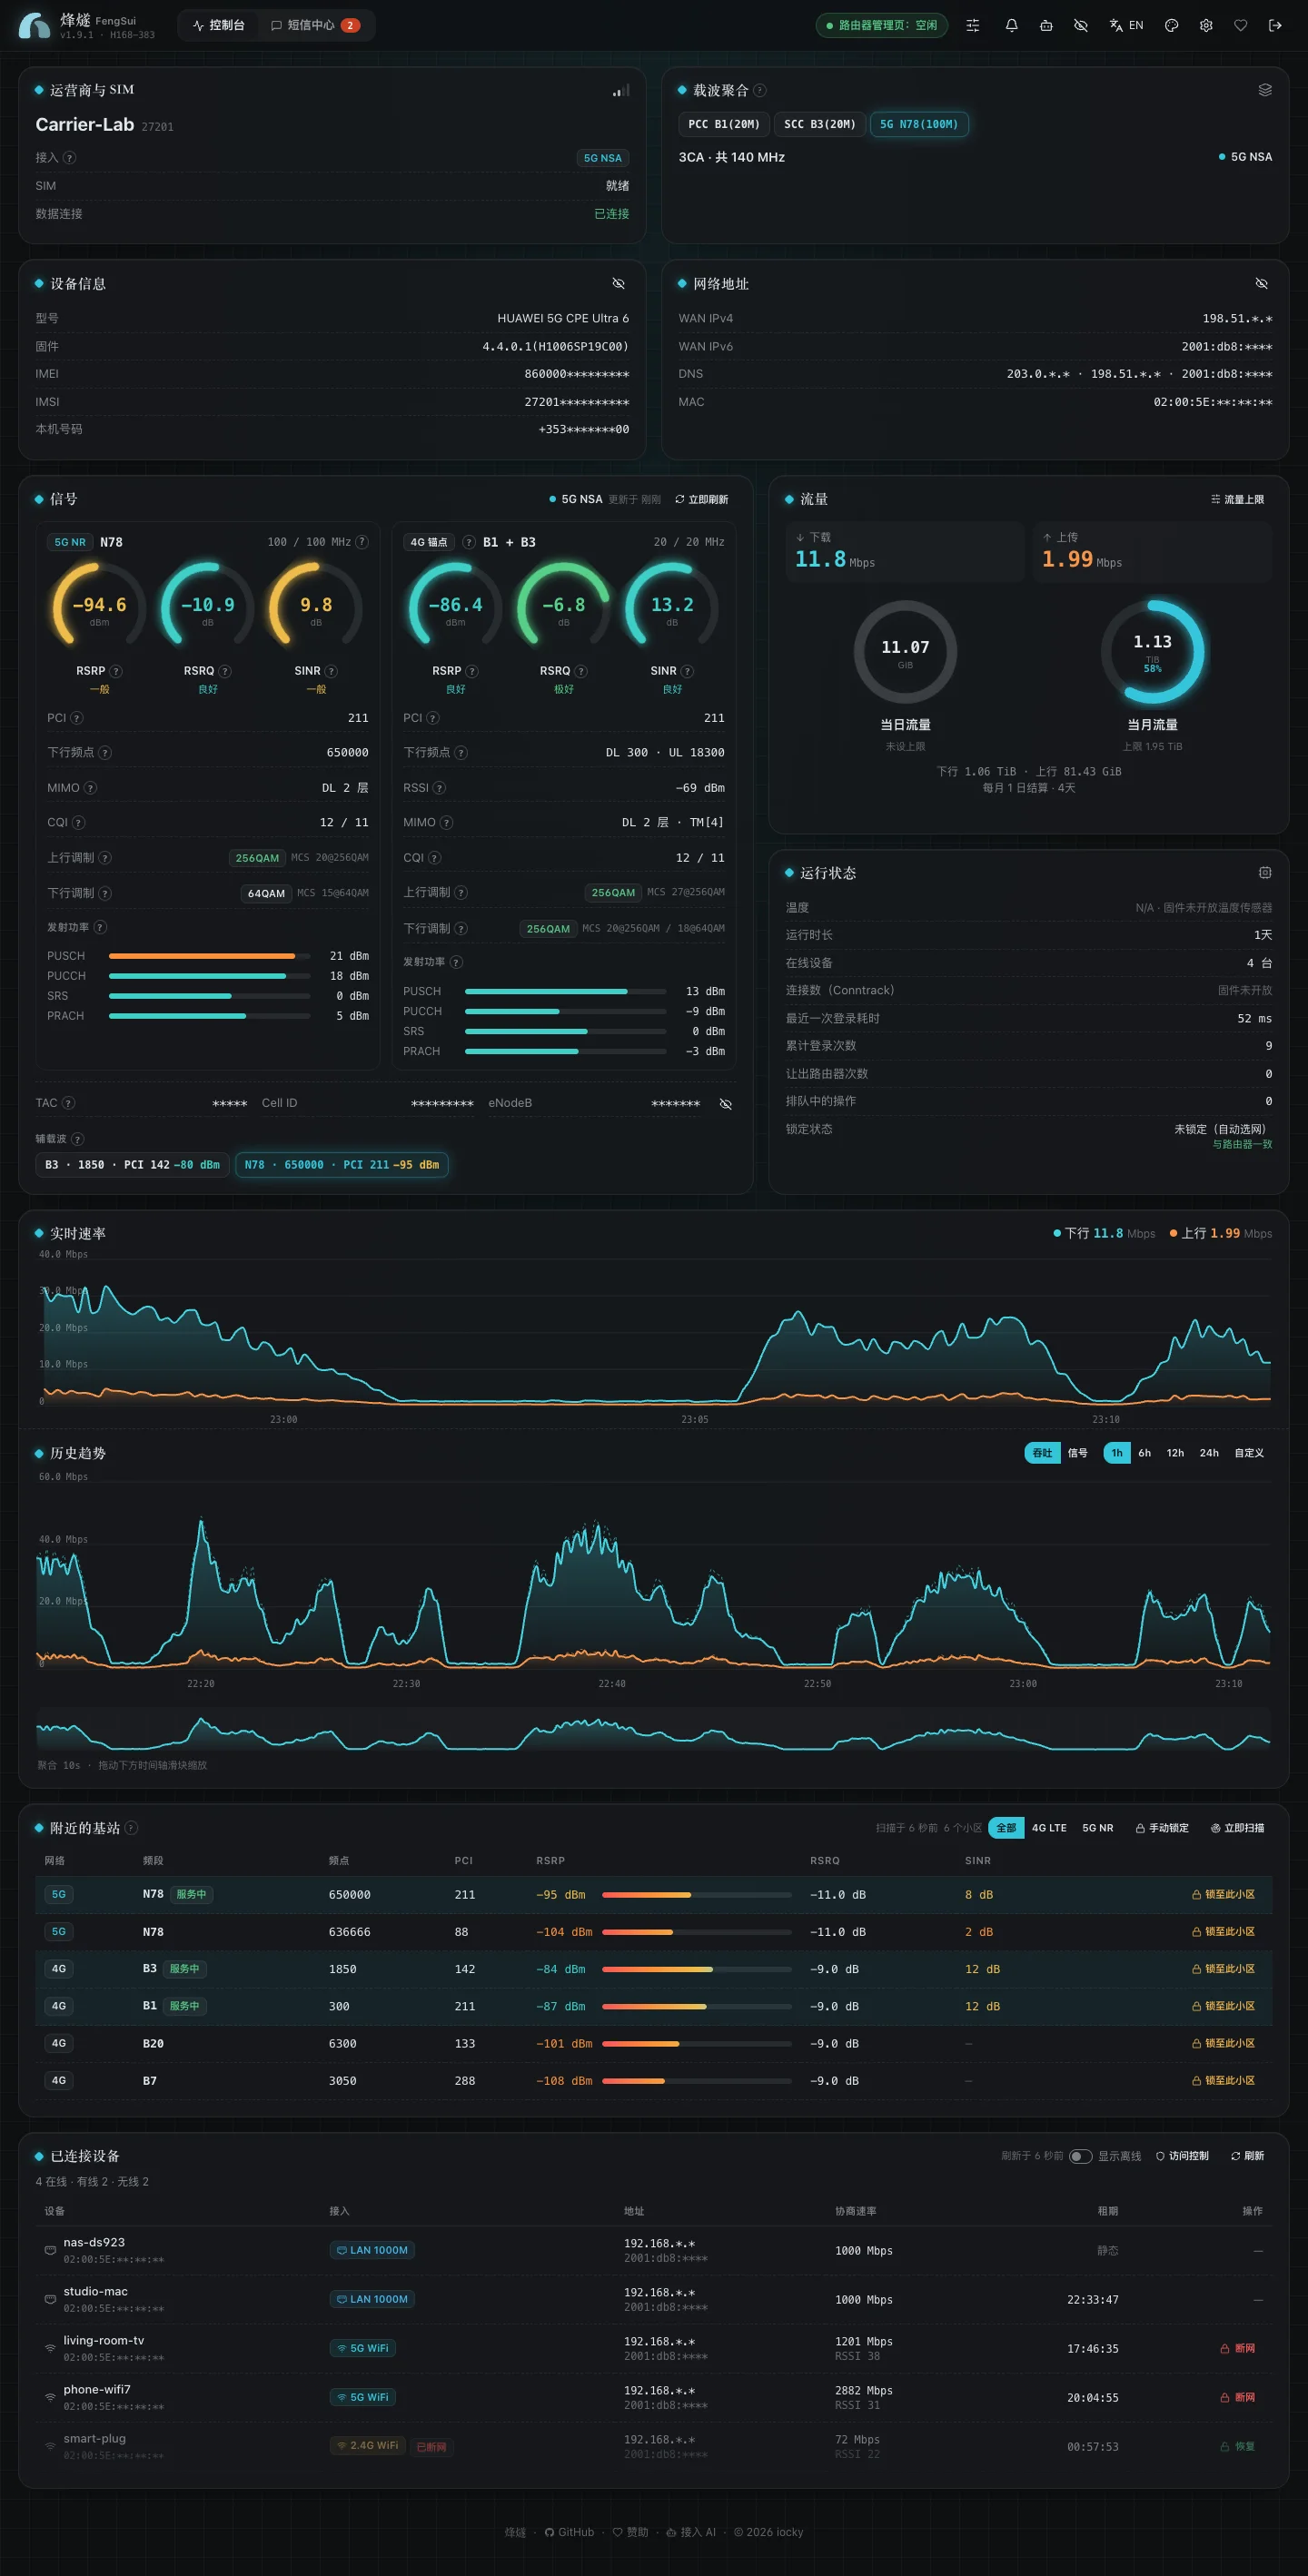 烽燧 FengSui
v1.9.1 · H168-383
控制台
短信中心 2
路由器管理页: 空闲
EN
运营商与 SIM
Carrier-Lab 27201
接入 ? 5G NSA
SIM 就绪
数据连接 已连接
载波聚合 ?
PCC B1(20M) SCC B3(20M) 5G N78(100M)
3CA · 共 140 MHz 5G NSA
设备信息
型号 HUAWEI 5G CPE Ultra 6
固件 4.4.0.1(H1006SP19C00)
IMEI 860000*********
IMSI 27201**********
本机号码 +353*******00
网络地址
WAN IPv4 198.51.*.*
WAN IPv6 2001:db8:****
DNS 203.0.*.* · 198.51.*.* · 2001:db8:****
MAC 02:00:5E:**:**:**
信号 5G NSA 更新于 刚刚 立即刷新
5G NR N78 100 / 100 MHz ?
-94.6 dBm -10.9 dB 9.8 dB
RSRP ? RSRQ ? SINR ?
一般 良好 一般
PCI ? 211
下行频点 ? 650000
MIMO ? DL 2 层
CQI ? 12 / 11
上行调制 ? 256QAM MCS 20@256QAM
下行调制 ? 64QAM MCS 15@64QAM
发射功率 ?
PUSCH 21 dBm
PUCCH 18 dBm
SRS 0 dBm
PRACH 5 dBm
4G 锚点 ? B1 + B3 20 / 20 MHz
-86.4 dBm -6.8 dB 13.2 dB
RSRP ? RSRQ ? SINR ?
良好 极好 良好
PCI ? 211
下行频点 ? DL 300 · UL 18300
RSSI ? -69 dBm
MIMO ? DL 2 层 · TM[4]
CQI ? 12 / 11
上行调制 ? 256QAM MCS 27@256QAM
下行调制 ? 256QAM MCS 20@256QAM / 18@64QAM
发射功率 ?
PUSCH 13 dBm
PUCCH -9 dBm
SRS 0 dBm
PRACH -3 dBm
TAC ? ***** Cell ID ********* eNodeB *******
辅载波 ?
B3 · 1850 · PCI 142 -80 dBm N78 · 650000 · PCI 211 -95 dBm
流量 流量上限
↓ 下载
11.8 Mbps
↑ 上传
1.99 Mbps
11.07
GiB
当日流量
未设上限
1.13
TiB
58%
当月流量
上限 1.95 TiB
下行 1.06 TiB · 上行 81.43 GiB
每月 1 日结算 · 4天
运行状态
温度 N/A · 固件未开放温度传感器
运行时长 1天
在线设备 4 台
连接数（Conntrack） 固件未开放
最近一次登录耗时 52 ms
累计登录次数 9
让出路由器次数 0
排队中的操作 0
锁定状态 未锁定（自动选网）
与路由器一致
实时速率 下行 11.8 Mbps 上行 1.99 Mbps
40.0 Mbps
30.0 Mbps
20.0 Mbps
10.0 Mbps
0
23:00 23:05 23:10
历史趋势 吞吐 信号 1h 6h 12h 24h 自定义
60.0 Mbps
40.0 Mbps
20.0 Mbps
0
22:20 22:30 22:40 22:50 23:00 23:10
聚合 10s · 拖动下方时间轴滑块缩放
附近的基站 ? 扫描于 6 秒前 6 个小区 全部 4G LTE 5G NR 手动锁定 立即扫描
网络 频段 频点 PCI RSRP RSRQ SINR
5G N78 服务中 650000 211 -95 dBm -11.0 dB 8 dB 锁至此小区
5G N78 636666 88 -104 dBm -11.0 dB 2 dB 锁至此小区
4G B3 服务中 1850 142 -84 dBm -9.0 dB 12 dB 锁至此小区
4G B1 服务中 300 211 -87 dBm -9.0 dB 12 dB 锁至此小区
4G B20 6300 133 -101 dBm -9.0 dB — 锁至此小区
4G B7 3050 288 -108 dBm -9.0 dB — 锁至此小区
已连接设备 刷新于 6 秒前 显示离线 访问控制 刷新
4 在线 · 有线 2 · 无线 2
设备 接入 地址 协商速率 租期 操作
nas-ds923 LAN 1000M 192.168.*.* 1000 Mbps 静态 —
02:00:5E:**:**:** 2001:db8:****
studio-mac LAN 1000M 192.168.*.* 1000 Mbps 22:33:47 —
02:00:5E:**:**:** 2001:db8:****
living-room-tv 5G WiFi 192.168.*.* 1201 Mbps 17:46:35 断网
02:00:5E:**:**:** 2001:db8:**** RSSI 38
phone-wifi7 5G WiFi 192.168.*.* 2882 Mbps 20:04:55 断网
02:00:5E:**:**:** 2001:db8:**** RSSI 31
smart-plug 2.4G WiFi 已断网 192.168.*.* 72 Mbps 00:57:53 恢复
02:00:5E:**:**:** 2001:db8:**** RSSI 22
烽燧 · GitHub · 赞助 · 接入 AI · © 2026 iocky